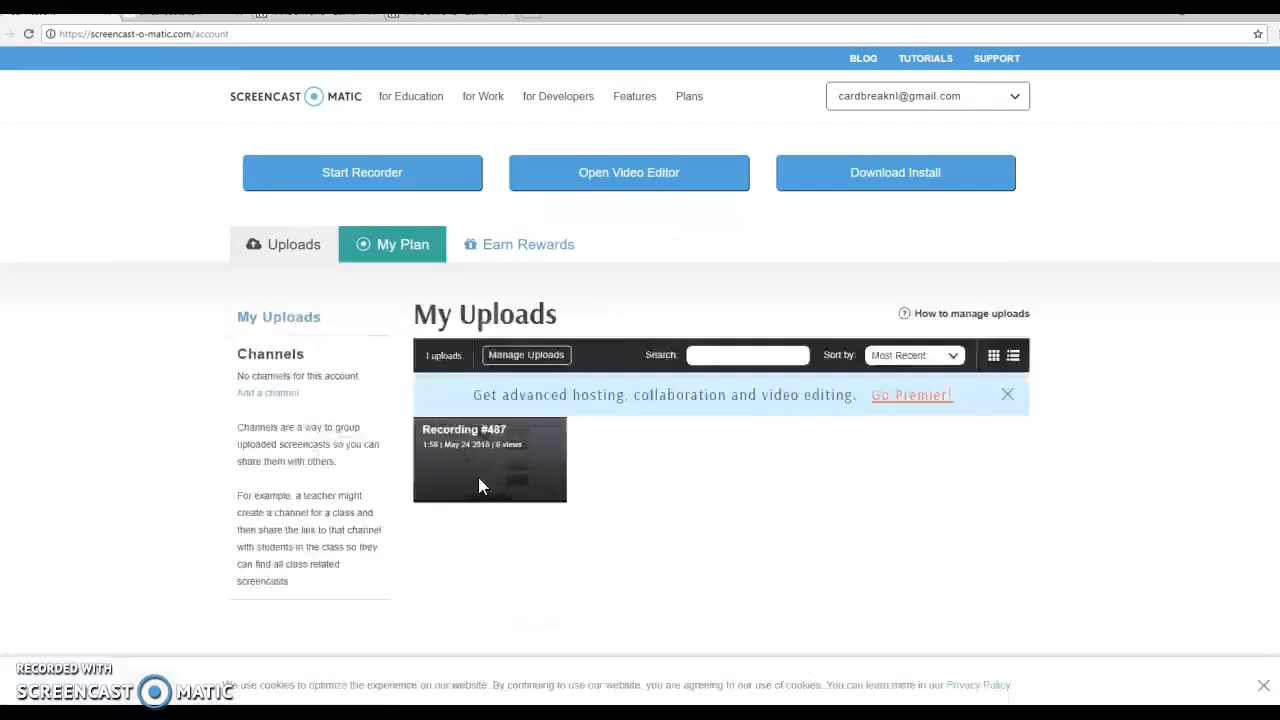 https://screencast-o-matic.com/account
BLOG TUTORIALS SUPPORT
SCREENCAST MATIC for Education for Work for Developers Features Plans cardbreaknl@gmail.com
Start Recorder Open Video Editor Download Install
Uploads My Plan Earn Rewards
My Uploads
Channels
No channels for this account.
Add a channel
Channels are a way to group
uploaded screencasts so you can
share them with others.
For example, a teacher might
create a channel for a class and
then share the link to that channel
with students in the class so they
can find all class related
screencasts
My Uploads How to manage uploads
1 uploads Manage Uploads Search: Sort by: Most Recent
Get advanced hosting, collaboration and video editing. Go Premier!
Recording #487
1:56 | May 24 2018 | 6 views
RECORDED WITH
SCREENCAST MATIC
We use cookies to optimize the experience on our website. By continuing to use our website, you are agreeing to our use of cookies. You can learn more in our Privacy Policy.